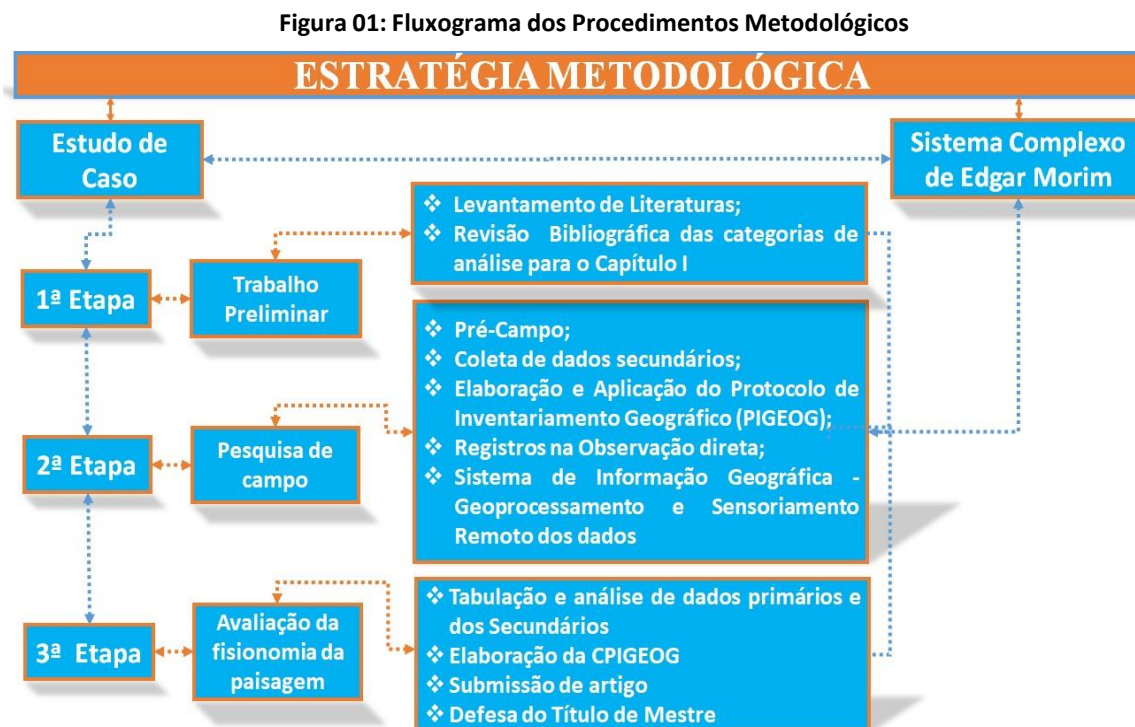 Figura 01: Fluxograma dos Procedimentos Metodológicos
ESTRATÉGIA METODOLÓGICA
Estudo de
Caso
Sistema Complexo
de Edgar Morim
❖ Levantamento de Literaturas;
❖ Revisão Bibliográfica das categorias de
análise para o Capítulo I
1ª Etapa
Trabalho
Preliminar
❖ Pré-Campo;
❖ Coleta de dados secundários;
❖ Elaboração e Aplicação do Protocolo de
Inventariamento Geográfico (PIGEOG);
❖ Registros na Observação direta;
❖ Sistema de Informação Geográfica -
Geoprocessamento e Sensoriamento
Remoto dos dados
2ª Etapa
Pesquisa de
campo
❖ Tabulação e análise de dados primários e
dos Secundários
❖ Elaboração da CPIGEOG
❖ Submissão de artigo
❖ Defesa do Título de Mestre
3ª Etapa
Avaliação da
fisionomia da
paisagem